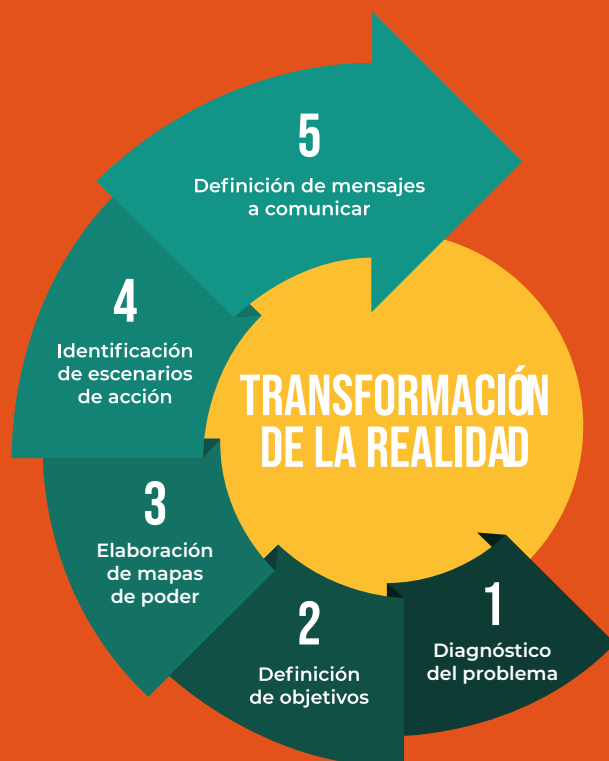 5
Definición de mensajes
a comunicar
4
Identificación
de escenarios
de acción
TRANSFORMACIÓN
DE LA REALIDAD
3
Elaboración
de mapas
de poder
2
Definición
de objetivos
1
Diagnóstico
del problema